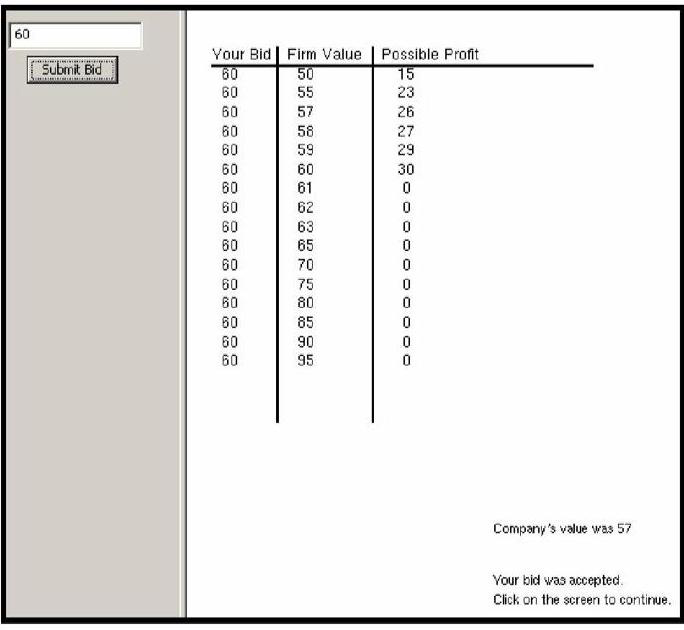 60
Submit Bid
Your Bid Firm Value Possible Profit
60 50 15
60 55 23
60 57 26
60 58 27
60 59 29
60 60 30
60 61 0
60 62 0
60 63 0
60 65 0
60 70 0
60 75 0
60 80 0
60 85 0
60 90 0
60 95 0
Company's value was 57
Your bid was accepted.
Click on the screen to continue.